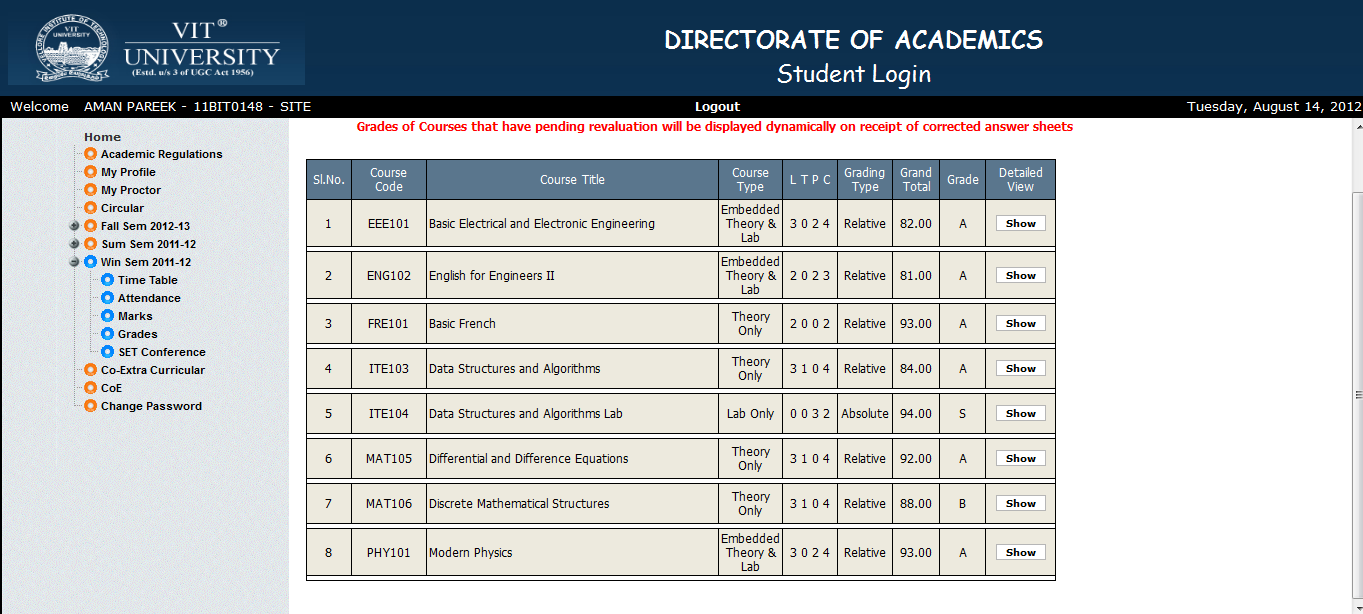 VIT®
UNIVERSITY
(Estd. u/s 3 of UGC Act 1956)
VELLORE INSTITUTE OF TECHNOLOGY
VIT
UNIVERSITY
DIRECTORATE OF ACADEMICS
Student Login
Welcome AMAN PAREEK - 11BIT0148 - SITE Logout Tuesday, August 14, 2012
Home
Academic Regulations
My Profile
My Proctor
Circular
Fall Sem 2012-13
Sum Sem 2011-12
Win Sem 2011-12
Time Table
Attendance
Marks
Grades
SET Conference
Co-Extra Curricular
CoE
Change Password
Grades of Courses that have pending revaluation will be displayed dynamically on receipt of corrected answer sheets
Sl.No. Course Code Course Title Course Type L T P C Grading Type Grand Total Grade Detailed View
1 EEE101 Basic Electrical and Electronic Engineering Embedded Theory & Lab 3 0 2 4 Relative 82.00 A Show
2 ENG102 English for Engineers II Embedded Theory & Lab 2 0 2 3 Relative 81.00 A Show
3 FRE101 Basic French Theory Only 2 0 0 2 Relative 93.00 A Show
4 ITE103 Data Structures and Algorithms Theory Only 3 1 0 4 Relative 84.00 A Show
5 ITE104 Data Structures and Algorithms Lab Lab Only 0 0 3 2 Absolute 94.00 S Show
6 MAT105 Differential and Difference Equations Theory Only 3 1 0 4 Relative 92.00 A Show
7 MAT106 Discrete Mathematical Structures Theory Only 3 1 0 4 Relative 88.00 B Show
8 PHY101 Modern Physics Embedded Theory & Lab 3 0 2 4 Relative 93.00 A Show